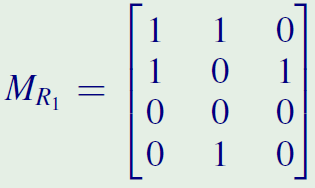 1 1 0
1 0 1
M_{R_1} =
0 0 0
0 1 0